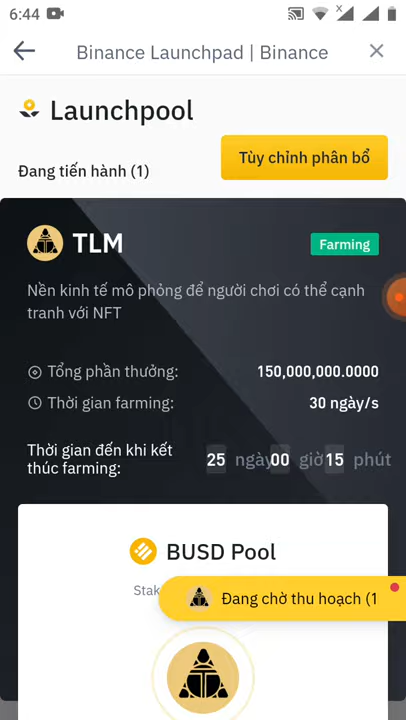 6:44
Binance Launchpad | Binance
Launchpool
Đang tiến hành (1)
Tùy chỉnh phân bổ
TLM
Farming
Nền kinh tế mô phỏng để người chơi có thể cạnh
tranh với NFT
Tổng phần thưởng: 150,000,000.0000
Thời gian farming: 30 ngày/s
Thời gian đến khi kết
thúc farming:
25 ngày 00 giờ 15 phút
BUSD Pool
Stak
Đang chờ thu hoạch (1